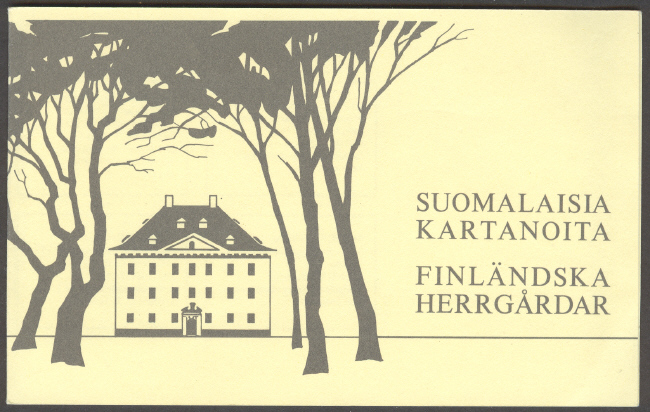 SUOMALAISIA
KARTANOITA
FINLÄNDSKA
HERRGÅRDAR